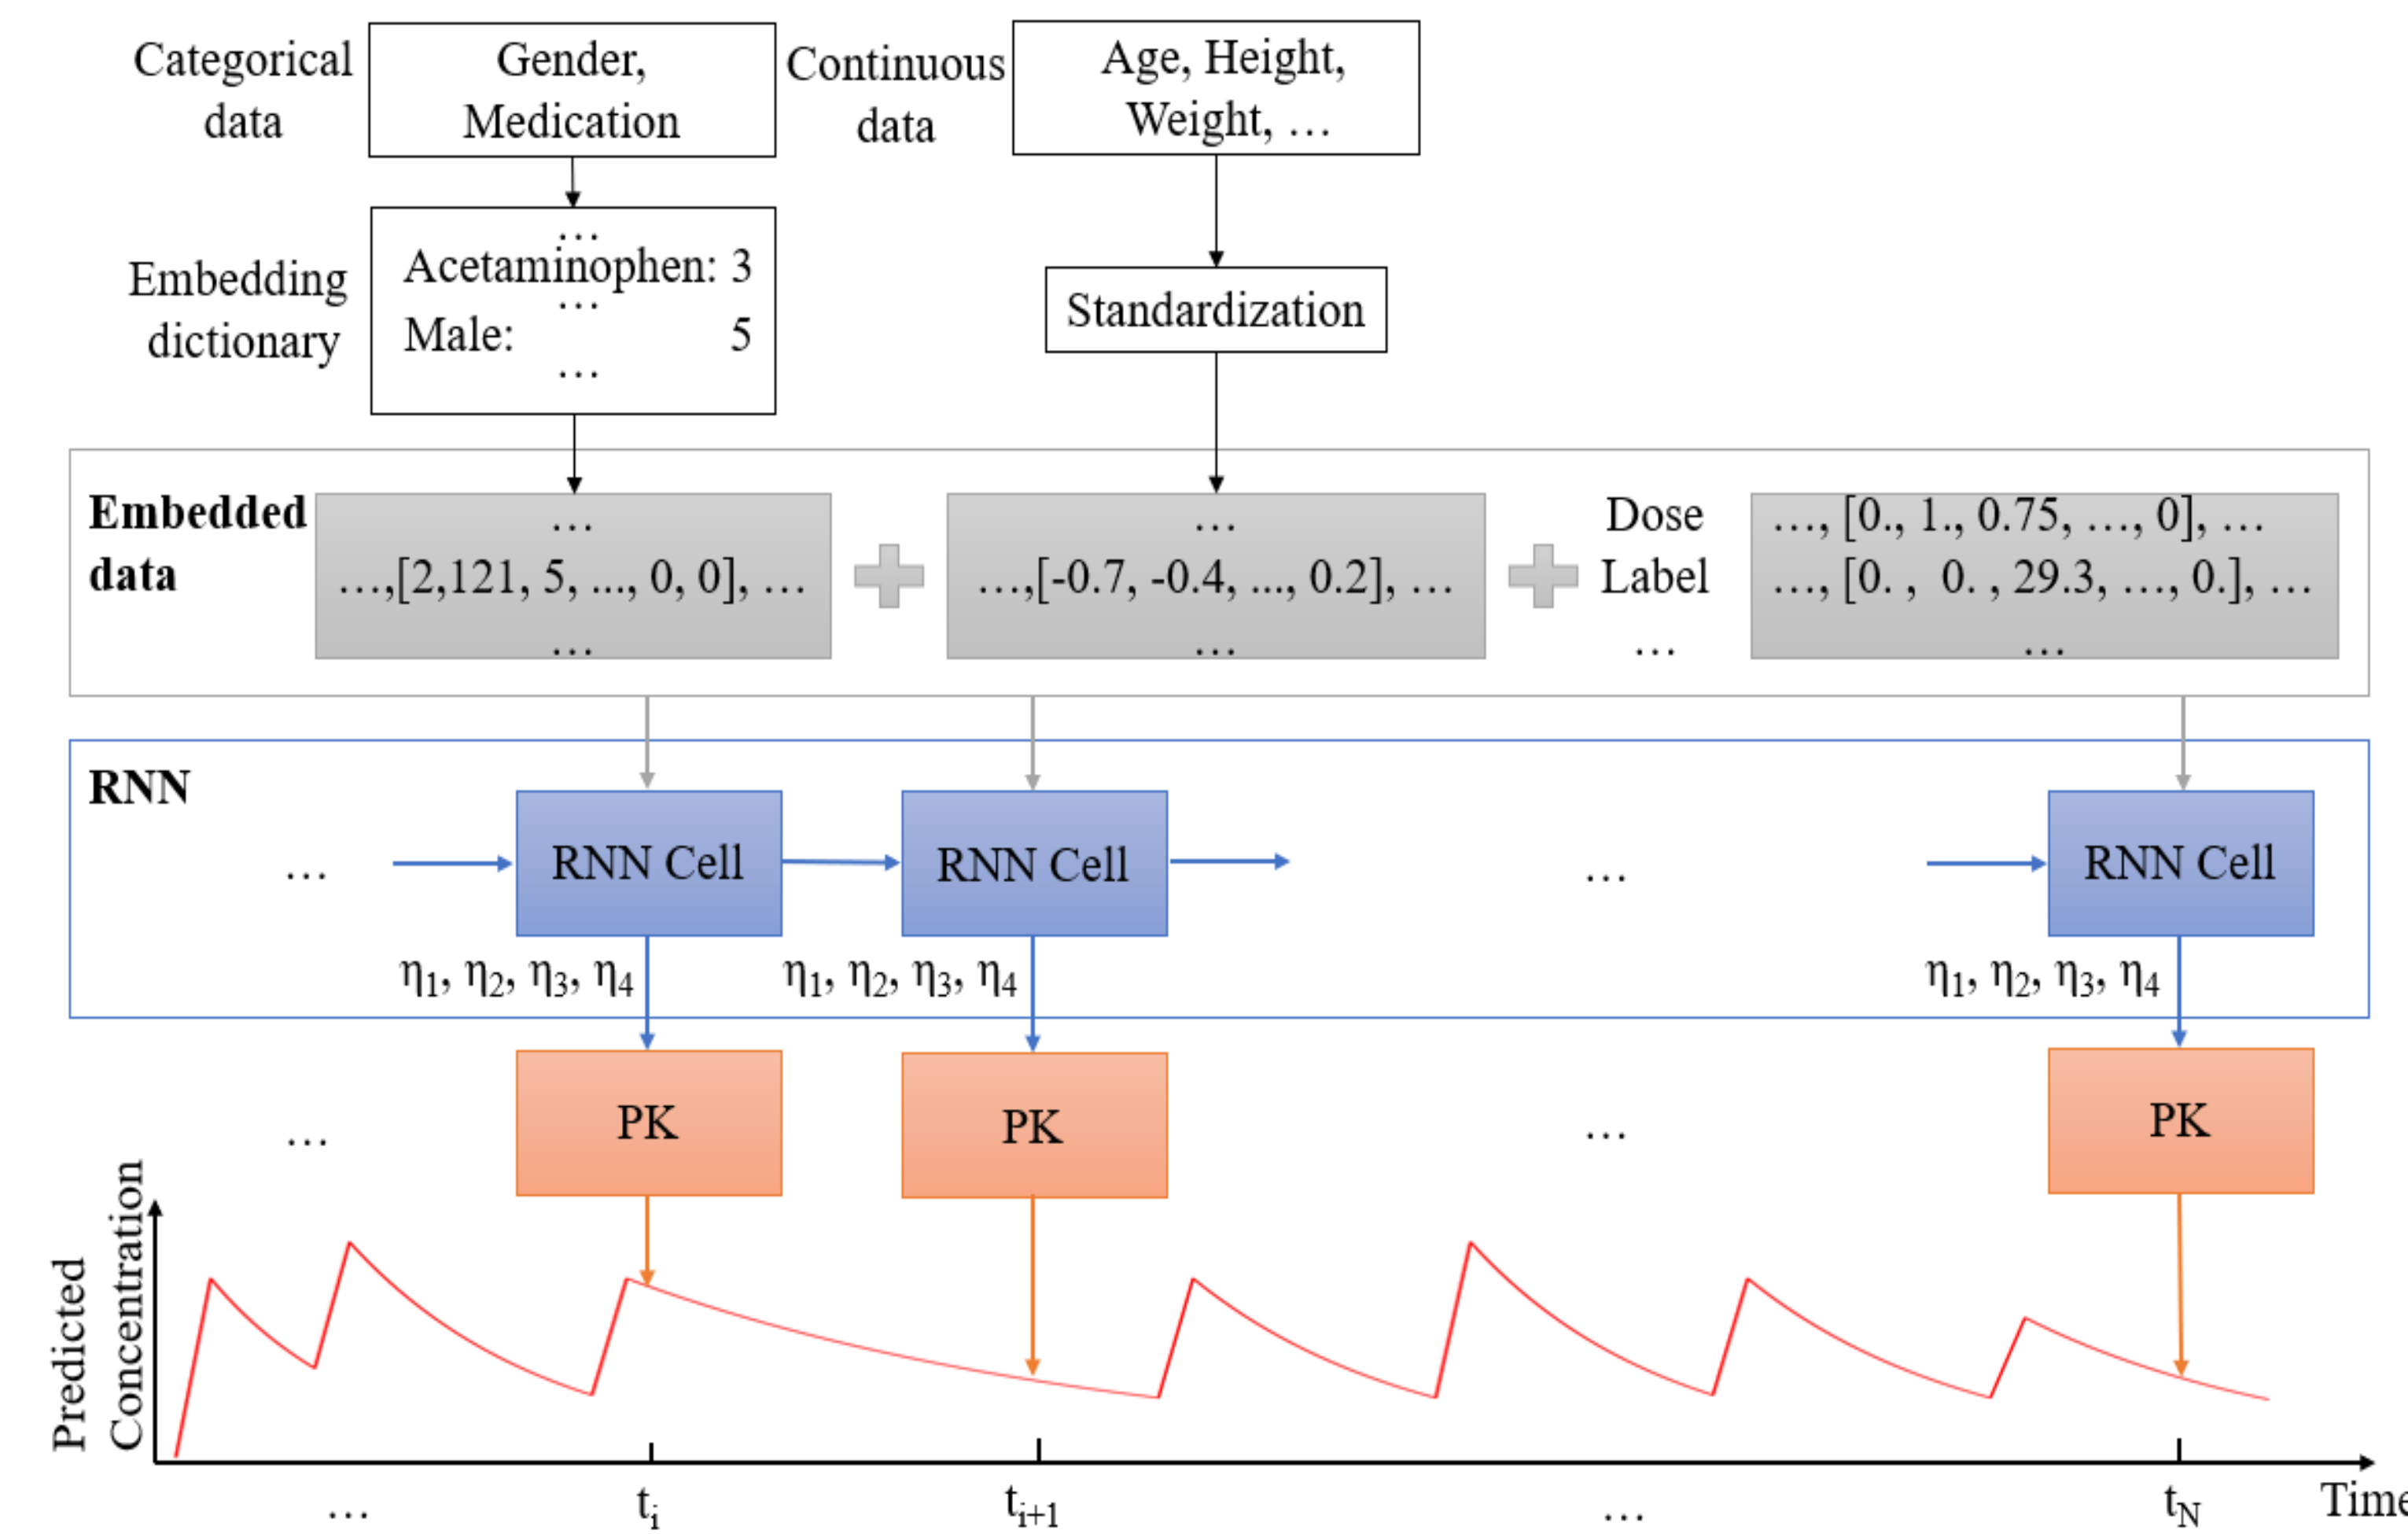 Categorical
data
Gender,
Medication
Continuous
data
Age, Height,
Weight, …
Embedding
dictionary
…
Acetaminophen: 3
…
Male: 5
…
Standardization
Embedded
data
…
…,[2,121, 5, ..., 0, 0], …
…
…
…,[-0.7, -0.4, ..., 0.2], …
…
Dose
Label
…
…, [0., 1., 0.75, …, 0], …
…, [0. , 0. , 29.3, …, 0.], …
…
RNN
…
RNN Cell
RNN Cell
…
RNN Cell
η₁, η₂, η₃, η₄
η₁, η₂, η₃, η₄
η₁, η₂, η₃, η₄
…
PK
PK
…
PK
Predicted
Concentration
…
tᵢ
tᵢ₊₁
…
t_N
Time